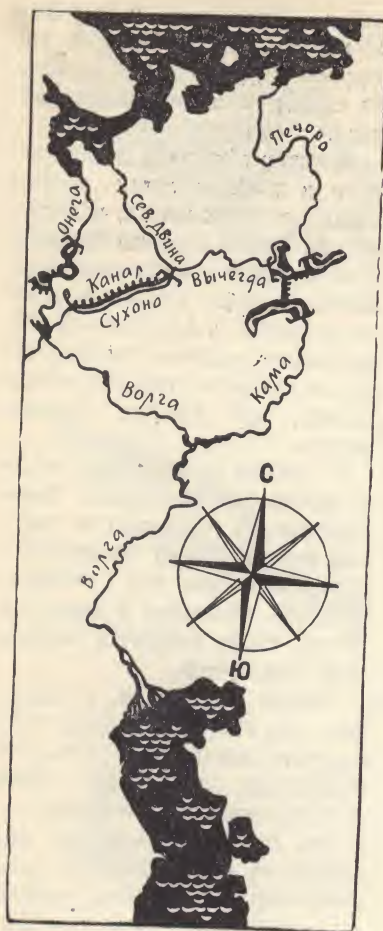 Печора
Онега
Сев. Двина
Канал
Сухона
Вычегда
Волга
Кама
С
Волга
Ю